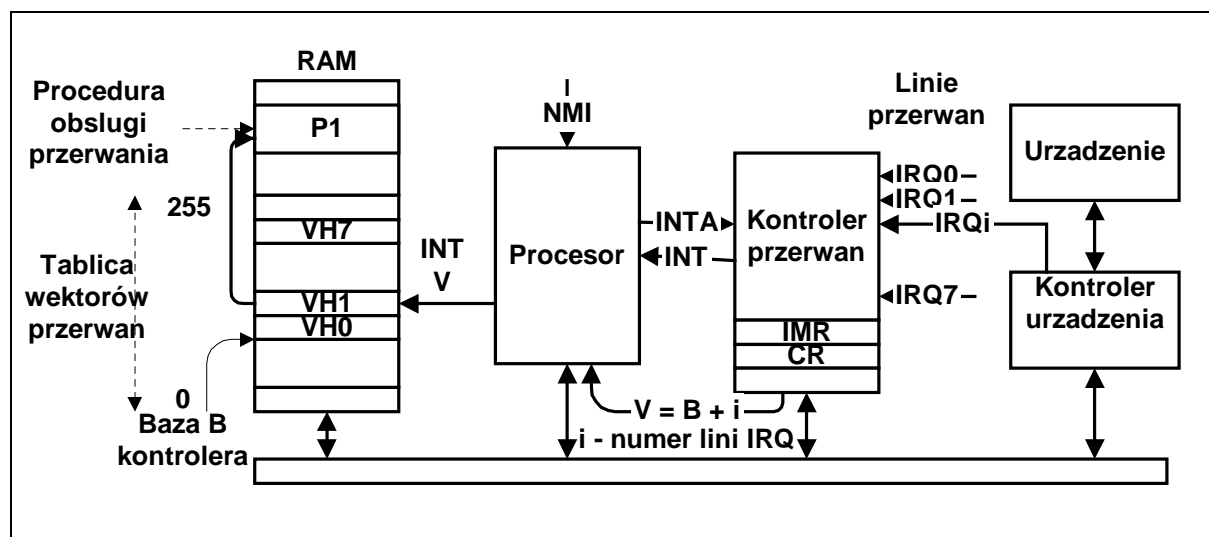 RAM
Procedura
obslugi
przerwania
P1
255
VH7
Tablica
wektorów
przerwan
VH1
VH0
0
Baza B
kontrolera
INT
V
NMI
Procesor
INTA
INT
Kontroler
przerwan
IMR
CR
V = B + i
i - numer lini IRQ
Linie
przerwan
IRQ0
IRQ1
IRQi
IRQ7
Urzadzenie
Kontroler
urzadzenia